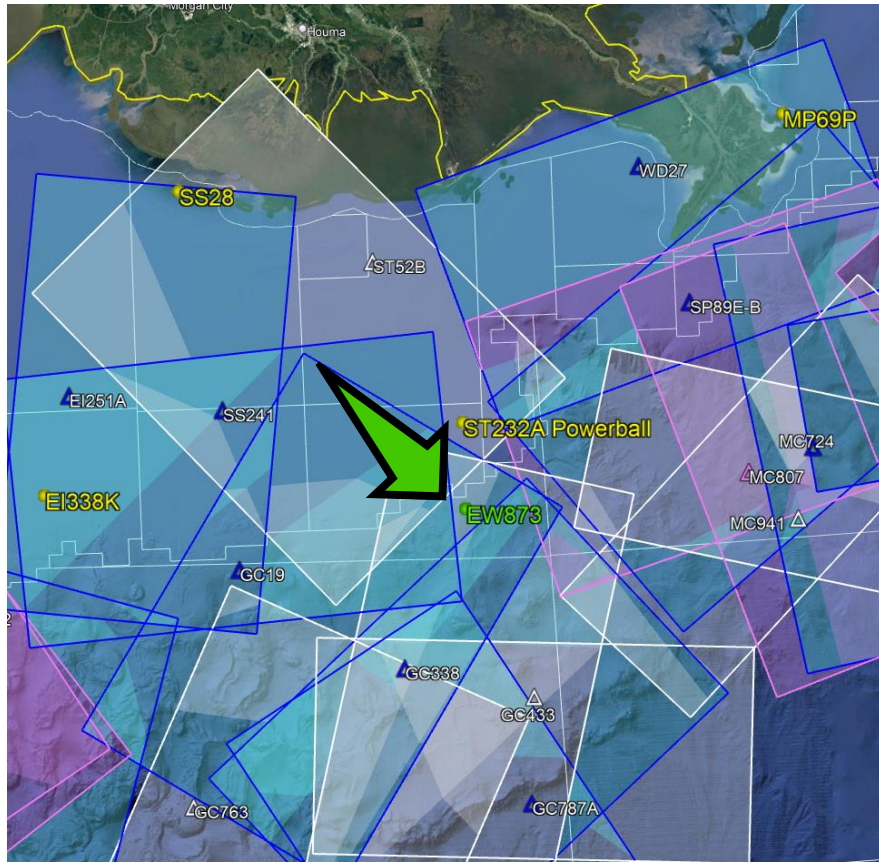 Morgan City
Houma
MP69P
WD27
SS28
ST52B
SP89E-B
EI251A
SS241
ST232A Powerball
MC724
MC807
EI338K
EW873
MC941
GC19
2
GC338
GC433
GC763
GC787A